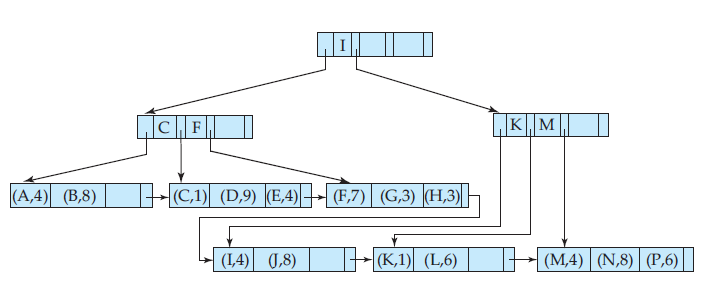 I
C F
K M
(A,4) (B,8) (C,1) (D,9) (E,4) (F,7) (G,3) (H,3)
(I,4) (J,8) (K,1) (L,6) (M,4) (N,8) (P,6)